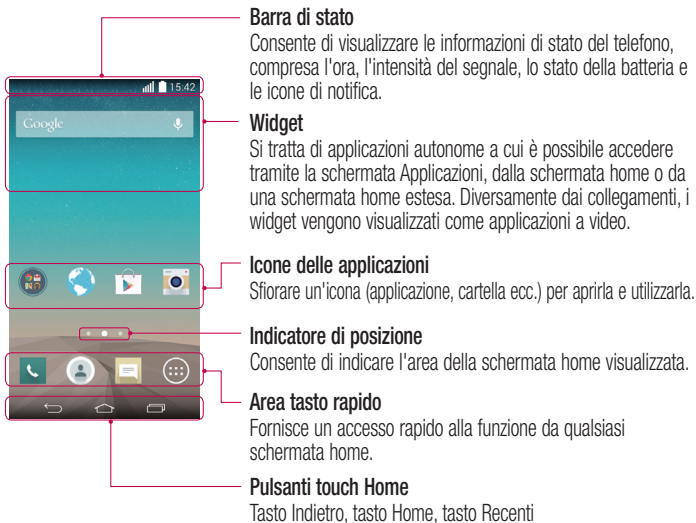 Barra di stato
Consente di visualizzare le informazioni di stato del telefono,
compresa l'ora, l'intensità del segnale, lo stato della batteria e
le icone di notifica.
15:42
Google
Widget
Si tratta di applicazioni autonome a cui è possibile accedere
tramite la schermata Applicazioni, dalla schermata home o da
una schermata home estesa. Diversamente dai collegamenti, i
widget vengono visualizzati come applicazioni a video.
Icone delle applicazioni
Sfiorare un'icona (applicazione, cartella ecc.) per aprirla e utilizzarla.
Indicatore di posizione
Consente di indicare l'area della schermata home visualizzata.
Area tasto rapido
Fornisce un accesso rapido alla funzione da qualsiasi
schermata home.
Pulsanti touch Home
Tasto Indietro, tasto Home, tasto Recenti